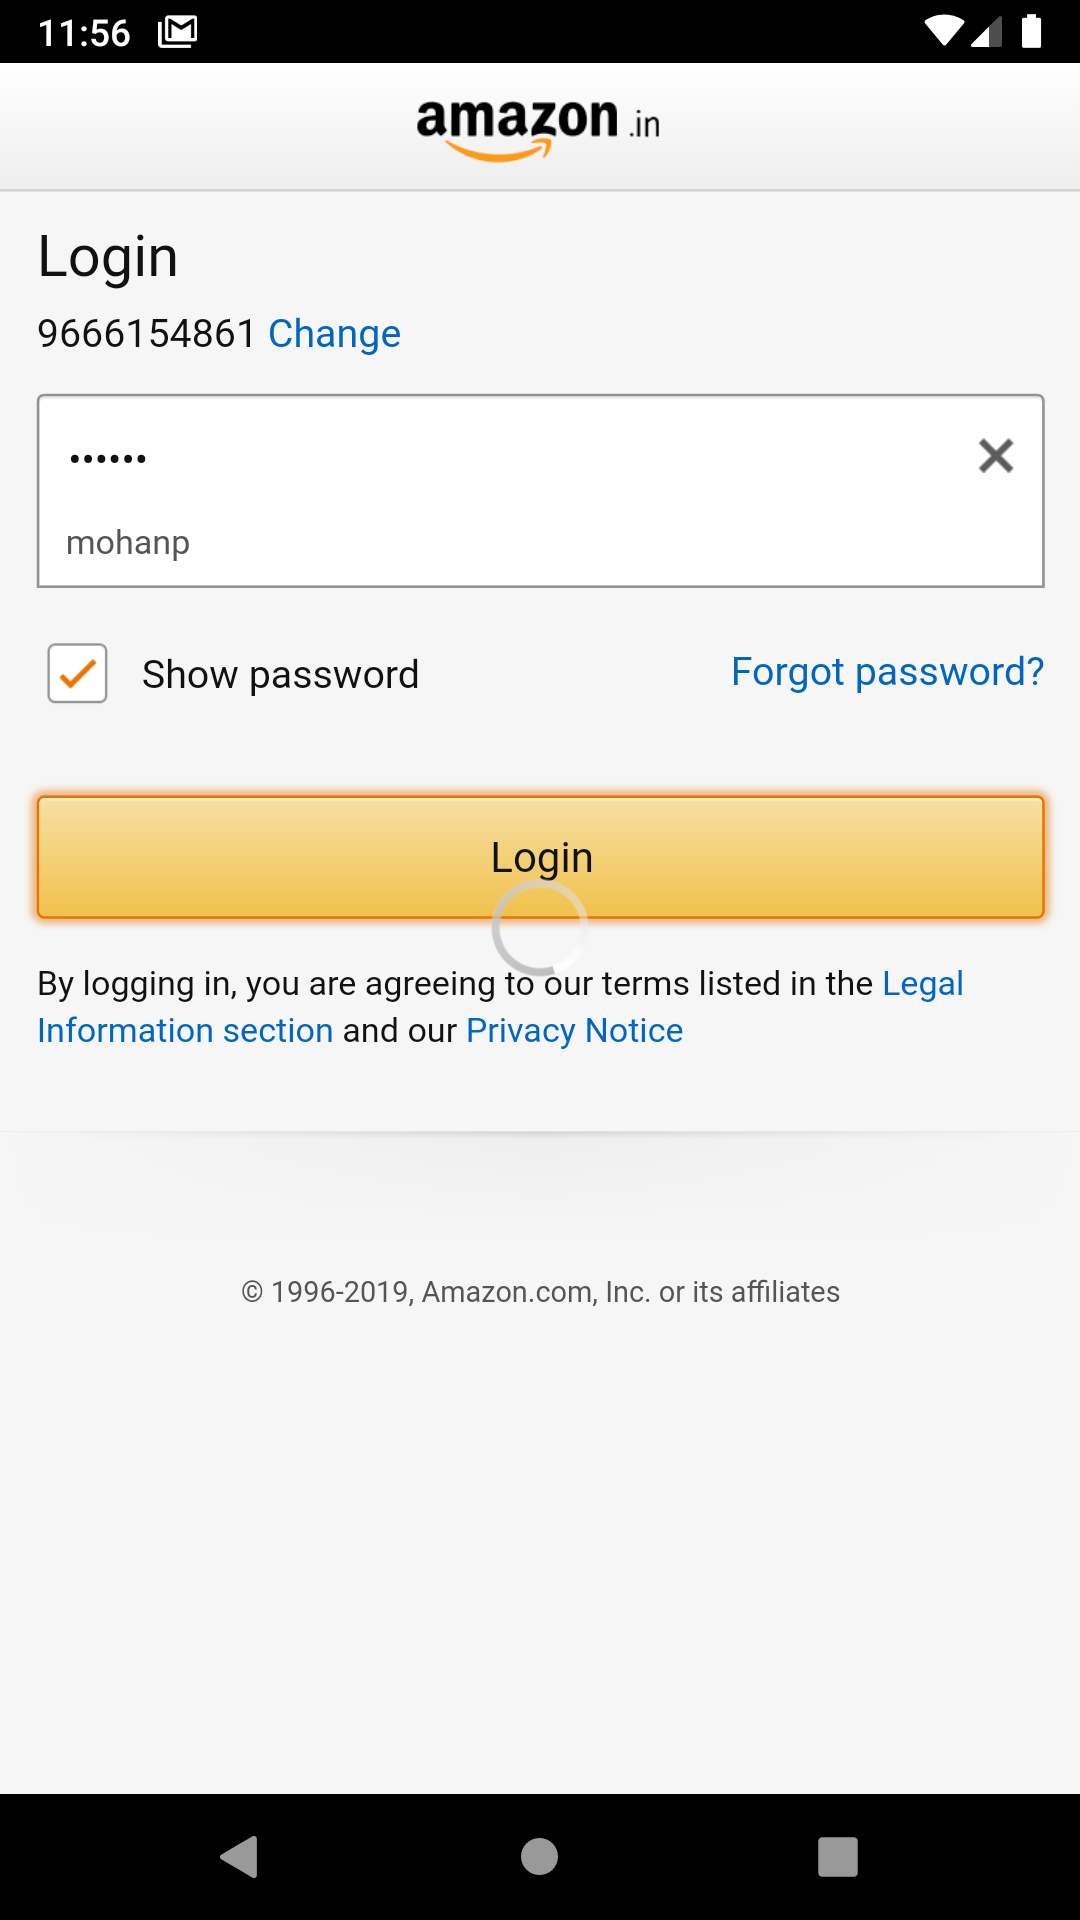 11:56
amazon.in
Login
9666154861 Change
••••••
mohanp
Show password
Forgot password?
Login
By logging in, you are agreeing to our terms listed in the Legal
Information section and our Privacy Notice
© 1996-2019, Amazon.com, Inc. or its affiliates